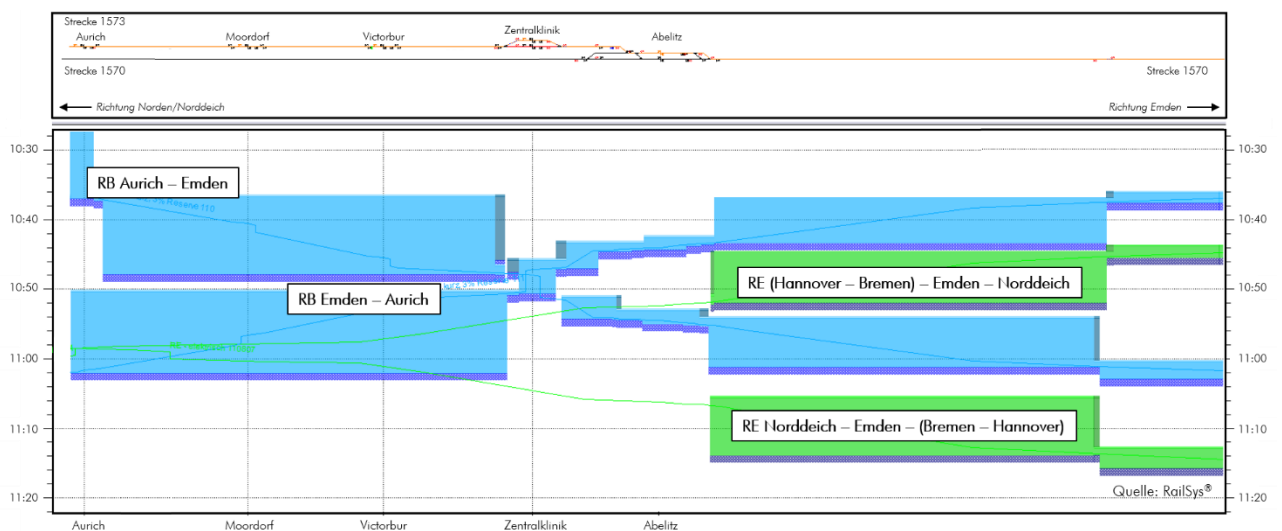 Strecke 1573
Aurich Moordorf Victorbur Zentralklinik Abelitz
Strecke 1570 Strecke 1570
Richtung Norden/Norddeich Richtung Emden
10:30 10:30
RB Aurich – Emden
10:40 10:40
RE (Hannover – Bremen) – Emden – Norddeich
10:50 RB Emden – Aurich 10:50
11:00 11:00
11:10 RE Norddeich – Emden – (Bremen – Hannover) 11:10
Quelle: RailSys®
11:20 11:20
Aurich Moordorf Victorbur Zentralklinik Abelitz